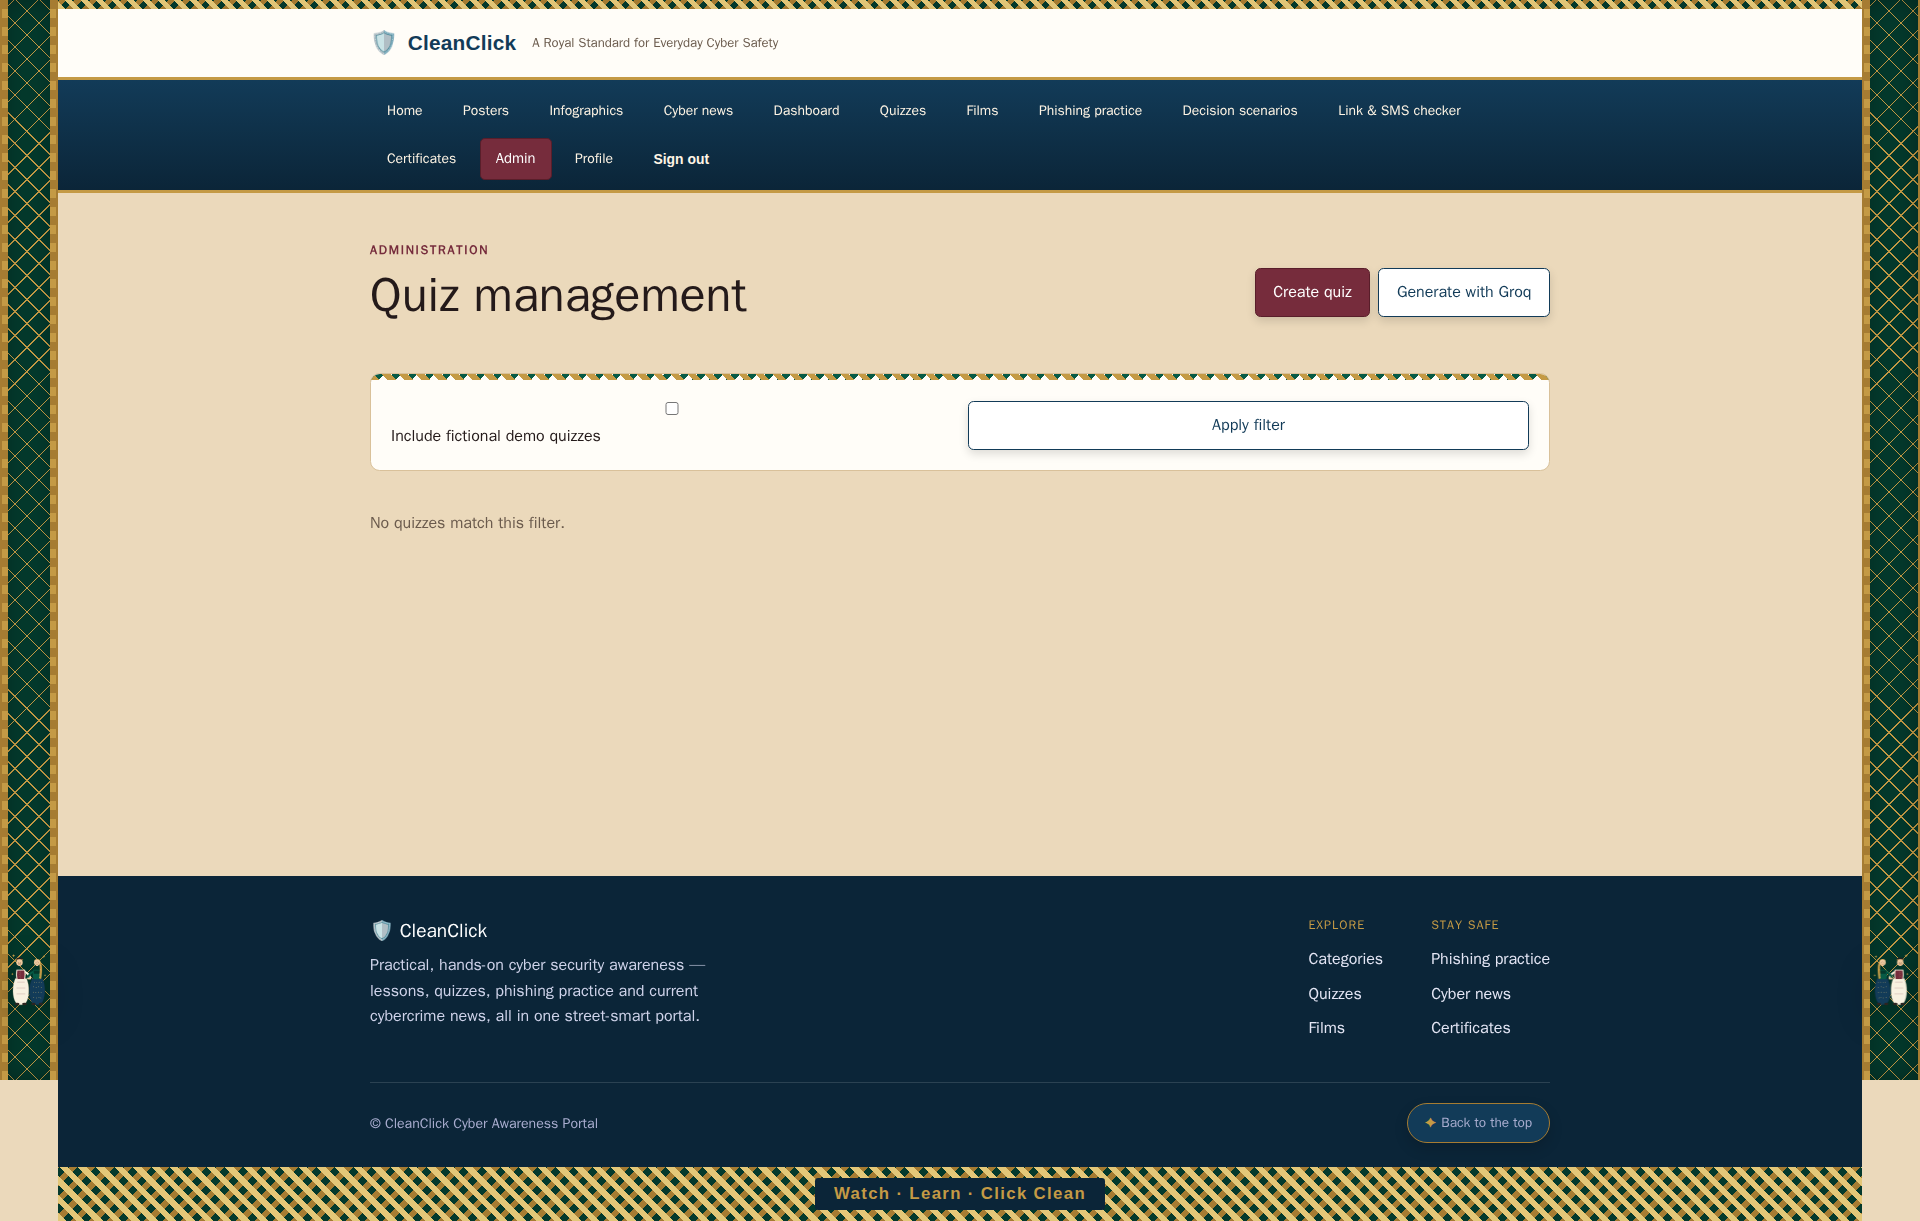 🛡️ CleanClick A Royal Standard for Everyday Cyber Safety
Home Posters Infographics Cyber news Dashboard Quizzes Films Phishing practice Decision scenarios Link & SMS checker
Certificates Admin Profile Sign out
ADMINISTRATION
Quiz management
Create quiz Generate with Groq
Include fictional demo quizzes
Apply filter
No quizzes match this filter.
🛡️ CleanClick
Practical, hands-on cyber security awareness —
lessons, quizzes, phishing practice and current
cybercrime news, all in one street-smart portal.
EXPLORE
Categories
Quizzes
Films
STAY SAFE
Phishing practice
Cyber news
Certificates
© CleanClick Cyber Awareness Portal
✦ Back to the top
Watch · Learn · Click Clean